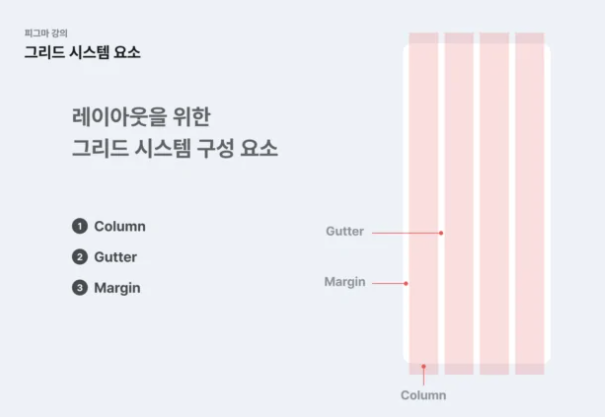 피그마 강의
그리드 시스템 요소
레이아웃을 위한
그리드 시스템 구성 요소
1 Column
2 Gutter
3 Margin
Gutter
Margin
Column